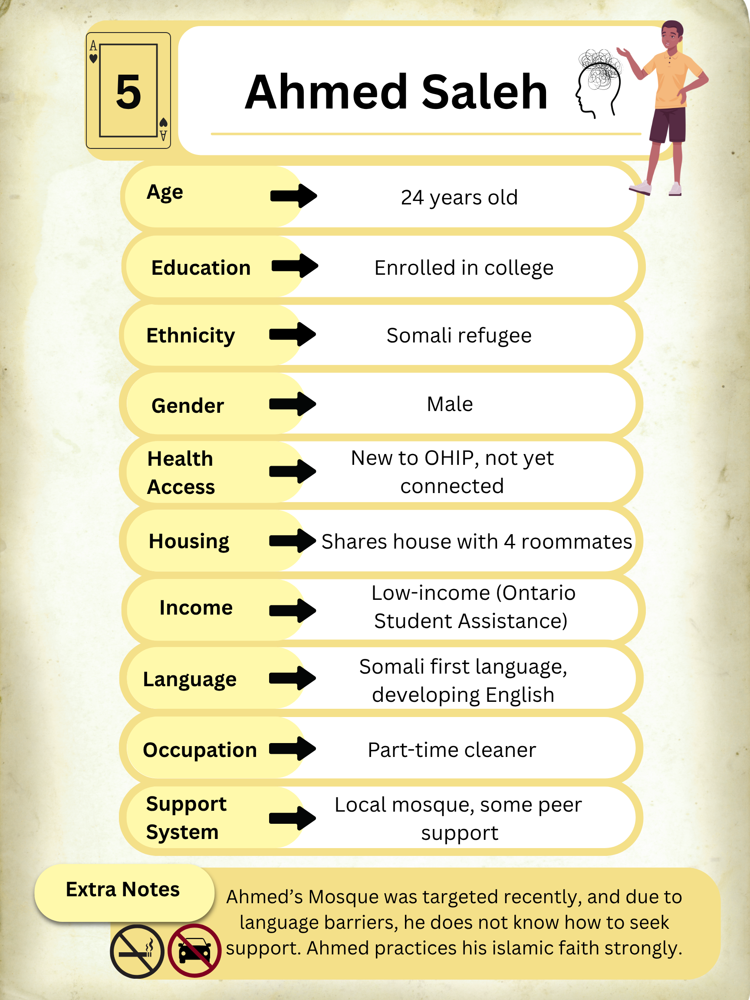 A
5
A
Ahmed Saleh
Age
24 years old
Education
Enrolled in college
Ethnicity
Somali refugee
Gender
Male
Health
Access
New to OHIP, not yet
connected
Housing
Shares house with 4 roommates
Income
Low-income (Ontario
Student Assistance)
Language
Somali first language,
developing English
Occupation
Part-time cleaner
Support
System
Local mosque, some peer
support
Extra Notes
Ahmed’s Mosque was targeted recently, and due to
language barriers, he does not know how to seek
support. Ahmed practices his islamic faith strongly.